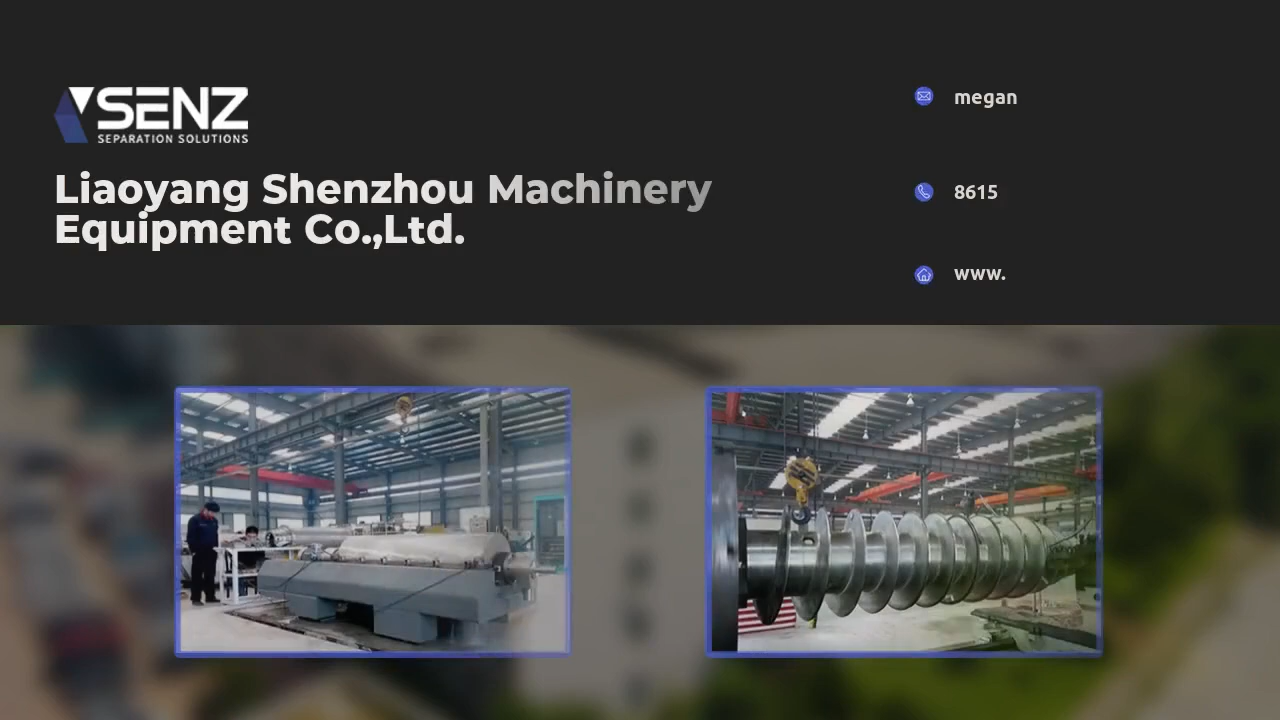 SENZ
SEPARATION SOLUTIONS
Liaoyang Shenzhou Machinery
Equipment Co.,Ltd.
megan
8615
www.